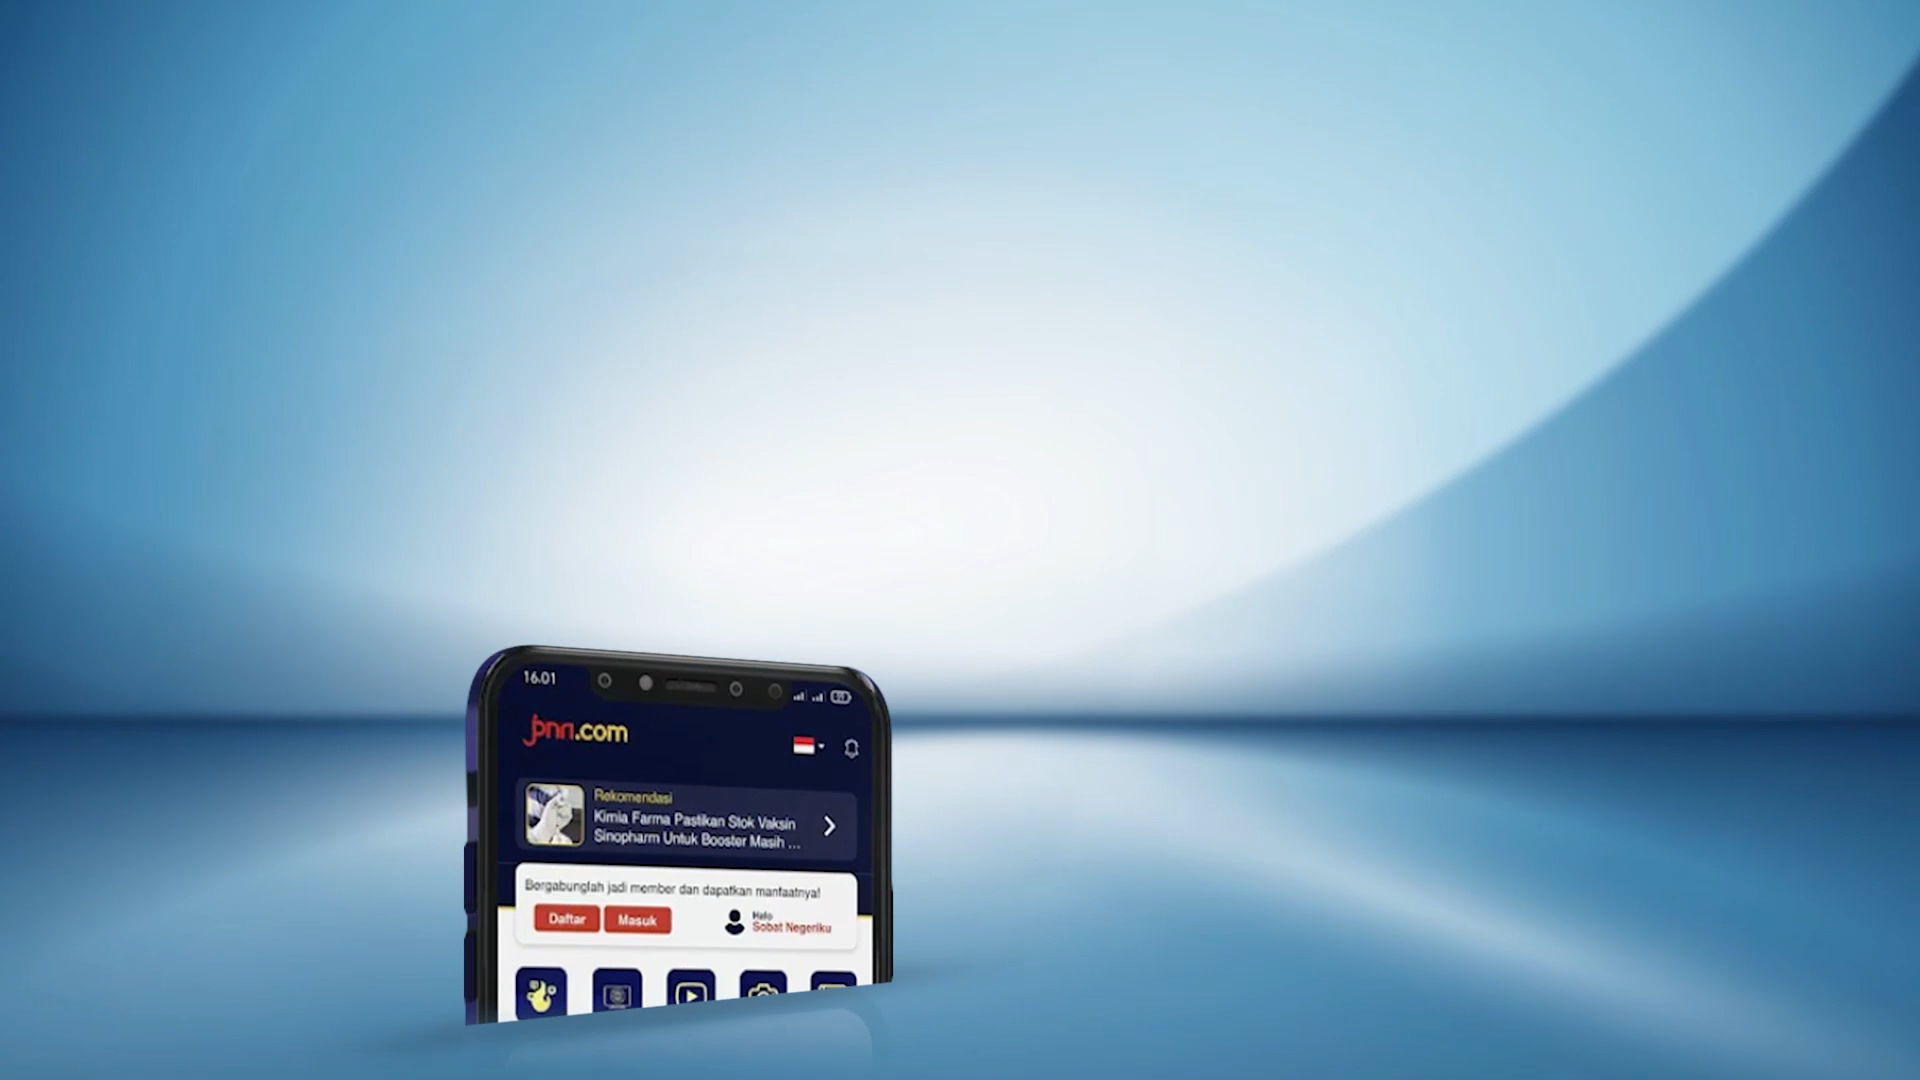 16.01
jpnn.com
Rekomendasi
Kimia Farma Pastikan Stok Vaksin
Sinopharm Untuk Booster Masih ...
Bergabunglah jadi member dan dapatkan manfaatnya!
Daftar
Masuk
Halo
Sobat Negeriku